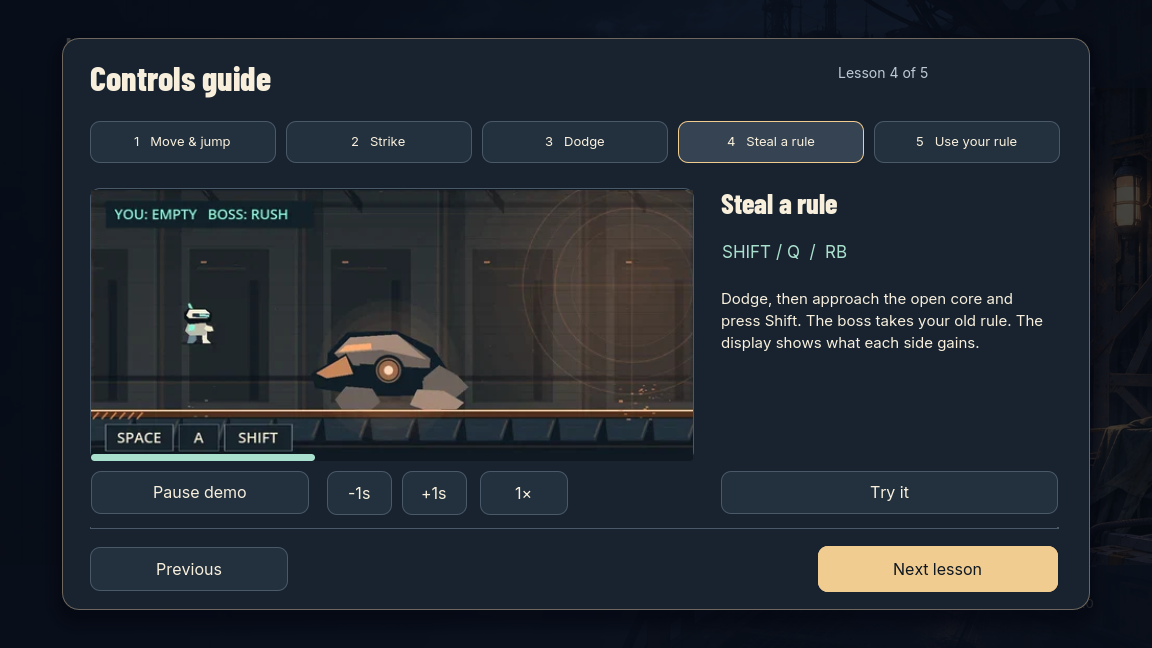 Controls guide
Lesson 4 of 5
1 Move & jump
2 Strike
3 Dodge
4 Steal a rule
5 Use your rule
YOU: EMPTY BOSS: RUSH
SPACE
A
SHIFT
Steal a rule
SHIFT / Q / RB
Dodge, then approach the open core and
press Shift. The boss takes your old rule. The
display shows what each side gains.
Pause demo
-1s
+1s
1×
Try it
Previous
Next lesson